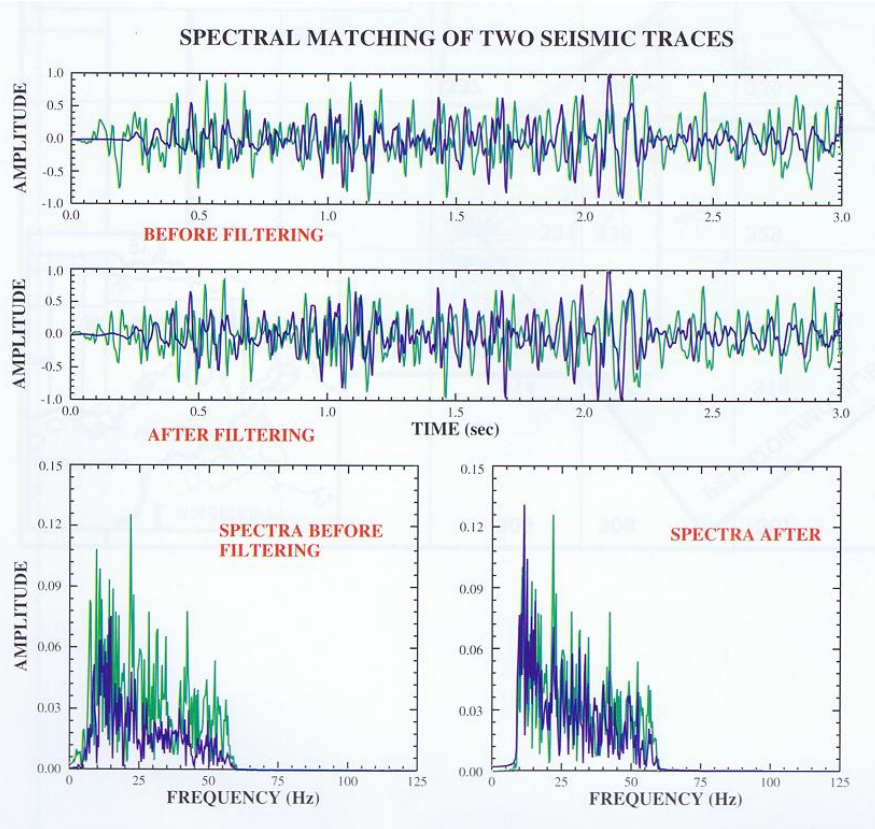 SPECTRAL MATCHING OF TWO SEISMIC TRACES
AMPLITUDE
1.0
0.5
0.0
-0.5
-1.0
0.0 0.5 1.0 1.5 2.0 2.5 3.0
BEFORE FILTERING
AMPLITUDE
1.0
0.5
0.0
-0.5
-1.0
0.0 0.5 1.0 1.5 2.0 2.5 3.0
AFTER FILTERING
TIME (sec)
AMPLITUDE
0.15
0.12
0.09
0.06
0.03
0.00
0 25 50 75 100 125
FREQUENCY (Hz)
SPECTRA BEFORE
FILTERING
0.15
0.12
0.09
0.06
0.03
0.00
0 25 50 75 100 125
FREQUENCY (Hz)
SPECTRA AFTER